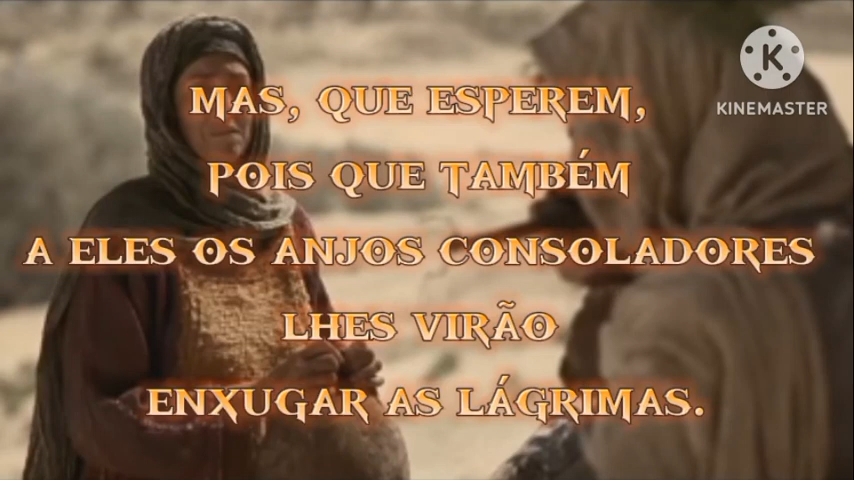 KINEMASTER
MAS, QUE ESPEREM,
POIS QUE TAMBÉM
A ELES OS ANJOS CONSOLADORES
LHES VIRÃO
ENXUGAR AS LÁGRIMAS.